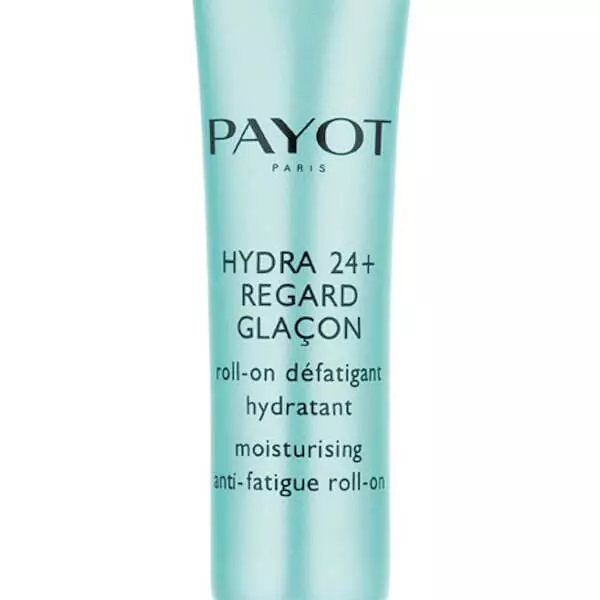 PAYOT
PARIS
HYDRA 24+
REGARD
GLAÇON
roll-on défatigant
hydratant
moisturising
anti-fatigue roll-on